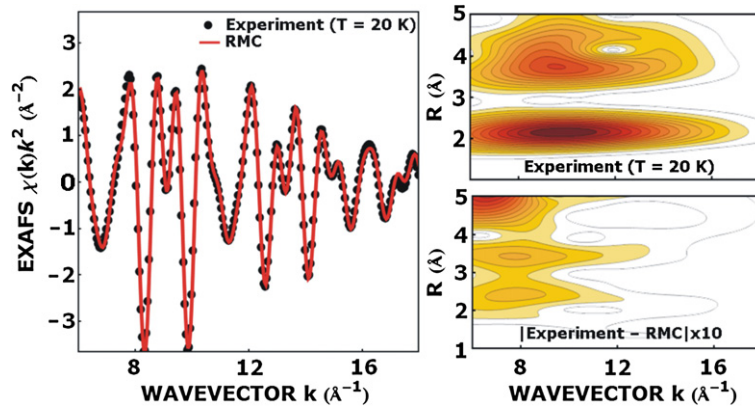 Experiment (T = 20 K)
RMC
EXAFS χ(k)k² (Å⁻²)
3
2
1
0
-1
-2
-3
8
12
16
WAVEVECTOR k (Å⁻¹)
R (Å)
5
4
3
2
Experiment (T = 20 K)
R (Å)
5
4
3
2
1
|Experiment – RMC|x10
8
12
16
WAVEVECTOR k (Å⁻¹)